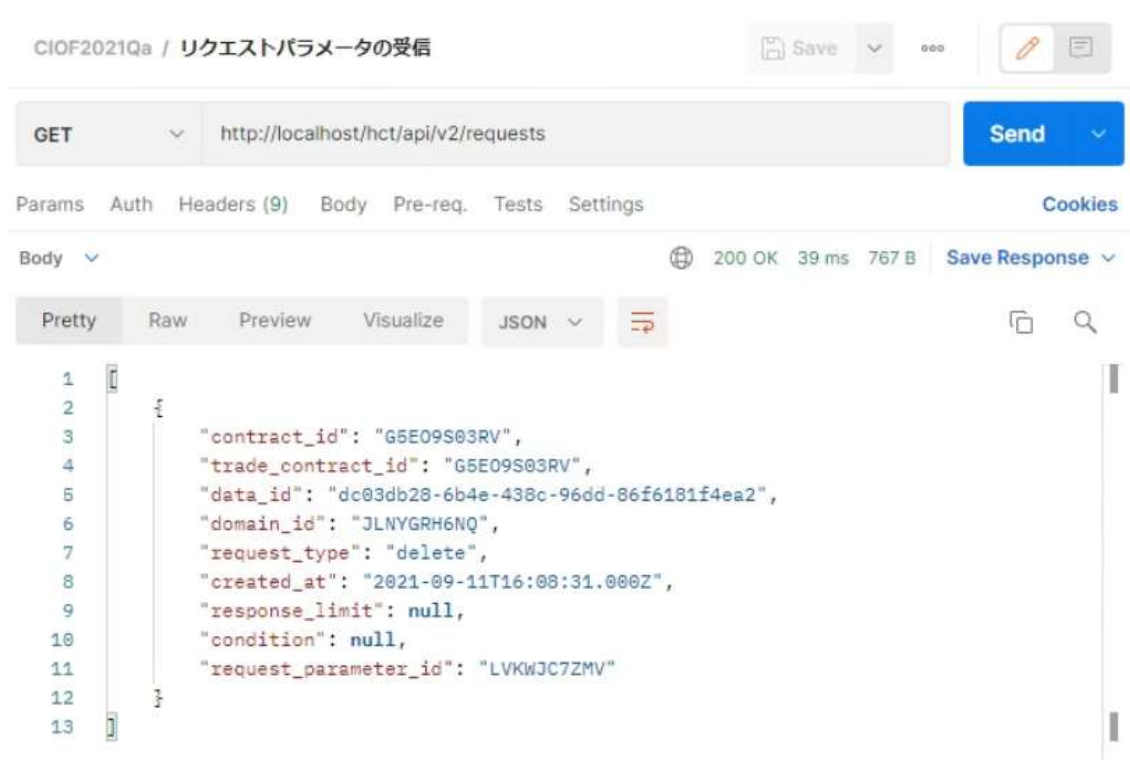 CIOF2021Qa / リクエストパラメータの受信 Save ooo
GET http://localhost/hct/api/v2/requests Send
Params Auth Headers (9) Body Pre-req. Tests Settings Cookies
Body 200 OK 39 ms 767 B Save Response
Pretty Raw Preview Visualize JSON
1 [
2 {
3 "contract_id": "G5EO9S03RV",
4 "trade_contract_id": "G5EO9S03RV",
5 "data_id": "dc03db28-6b4e-438c-96dd-86f6181f4ea2",
6 "domain_id": "JLNYGRH6NQ",
7 "request_type": "delete",
8 "created_at": "2021-09-11T16:08:31.000Z",
9 "response_limit": null,
10 "condition": null,
11 "request_parameter_id": "LVKWJC7ZMV"
12 }
13 ]